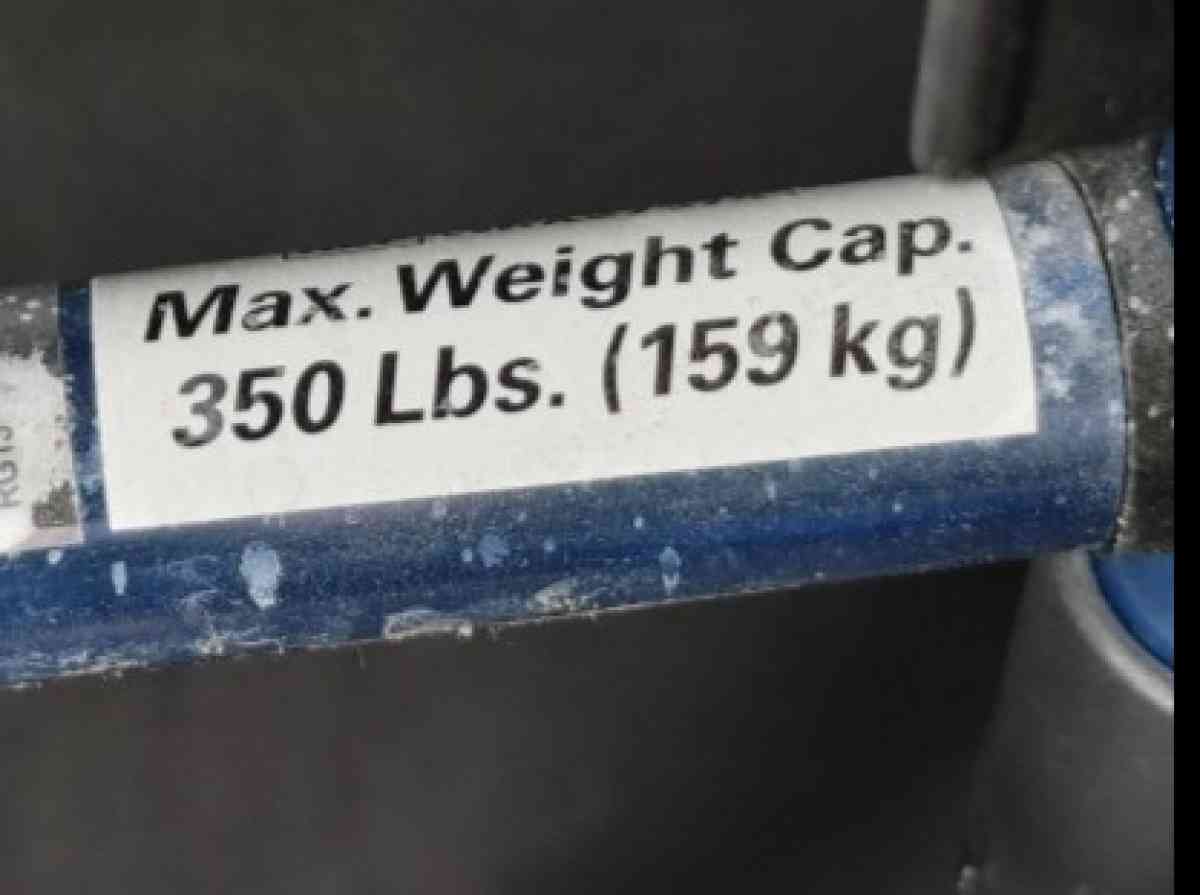 Max. Weight Cap.
350 Lbs. (159 kg)